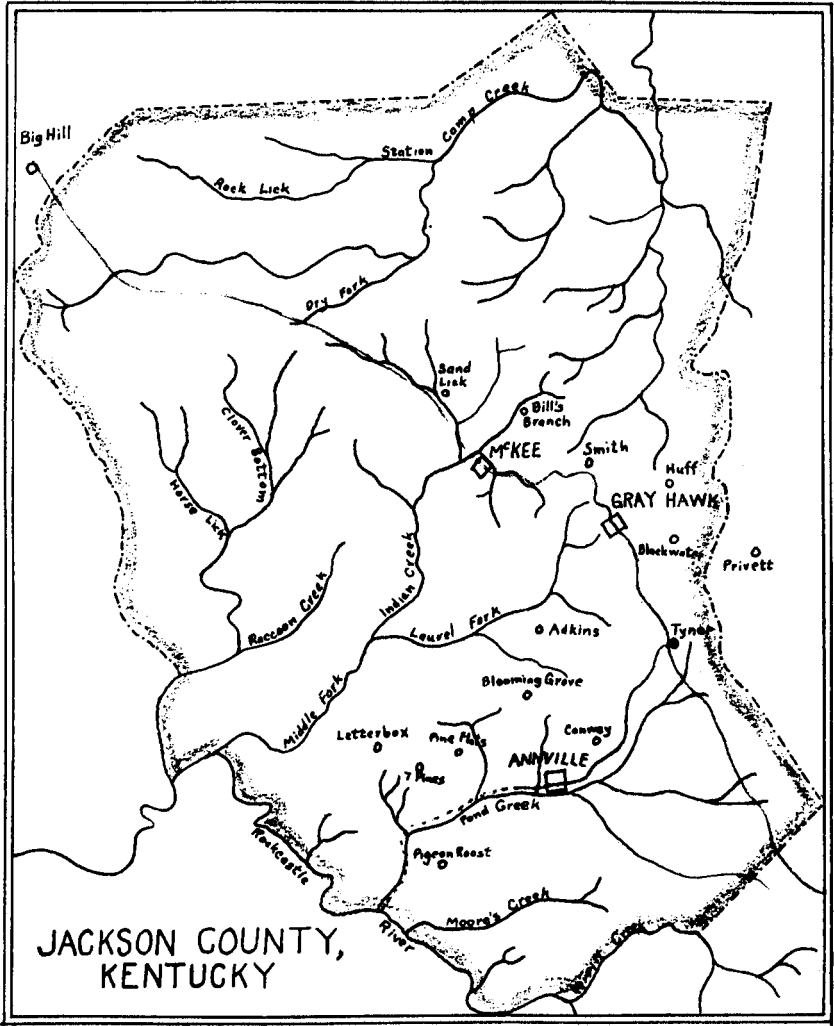 Big Hill
Station Camp Creek
Rock Lick
Dry Fork
Sand
Lick
Bill's
Branch
Clover Bottom
McKEE
Smith
Huff
Horse Lick
GRAY HAWK
Blackwater
Privett
Indian Creek
Raccoon Creek
Laurel Fork
Adkins
Tyner
Blooming Grove
Middle Fork
Letterbox
Pine Flats
Conway
ANNVILLE
7 Pines
Pond Creek
Rockcastle
River
Pigeon Roost
Moore's Creek
Creek
JACKSON COUNTY,
KENTUCKY